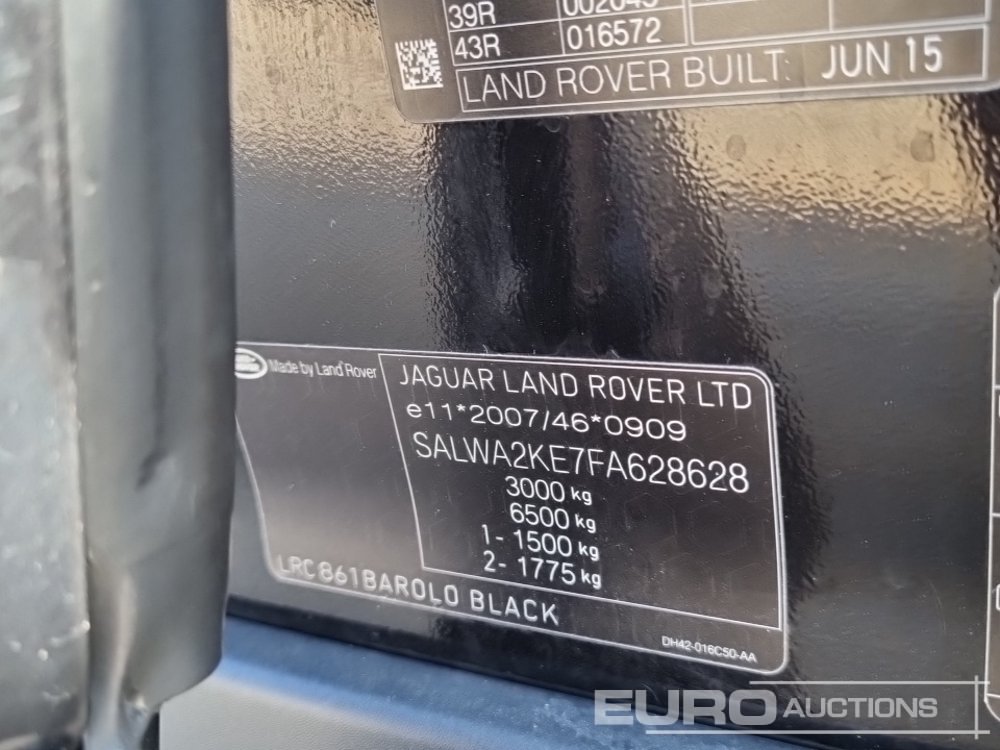 39R 002045
43R 016572
LAND ROVER BUILT: JUN 15
Made by Land Rover
JAGUAR LAND ROVER LTD
e11*2007/46*0909
SALWA2KE7FA628628
3000 kg
6500 kg
1- 1500 kg
2- 1775 kg
LRC 861 BAROLO BLACK
DH42-016C50-AA
EURO AUCTIONS